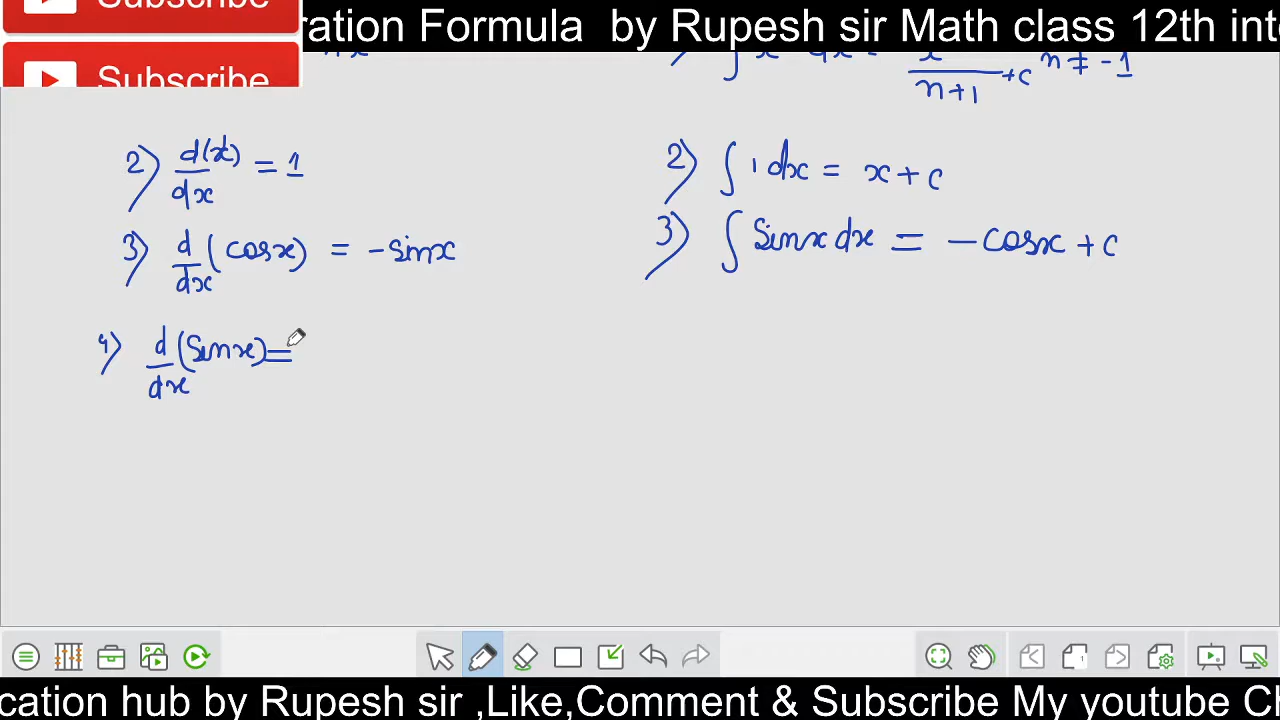 Subscribe
ration Formula by Rupesh sir Math class 12th inte
Subscribe
n+1 +c n ≠ -1
2) d(x)/dx = 1
2) ∫ 1 dx = x + c
3) d/dx (cosx) = -sinx
3) ∫ Sinx dx = -cosx + c
4) d/dx (Sinx) =
cation hub by Rupesh sir ,Like,Comment & Subscribe My youtube C